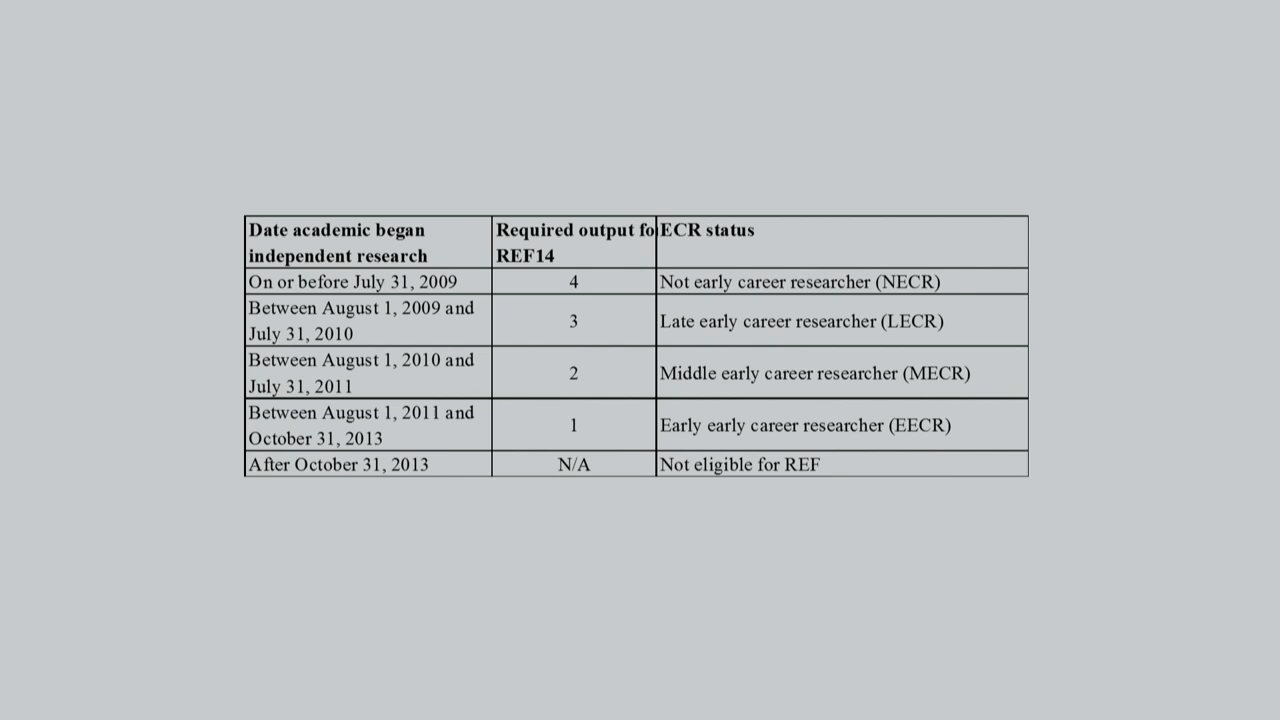 Date academic began independent research | Required output fo REF14 | ECR status
On or before July 31, 2009 | 4 | Not early career researcher (NECR)
Between August 1, 2009 and July 31, 2010 | 3 | Late early career researcher (LECR)
Between August 1, 2010 and July 31, 2011 | 2 | Middle early career researcher (MECR)
Between August 1, 2011 and October 31, 2013 | 1 | Early early career researcher (EECR)
After October 31, 2013 | N/A | Not eligible for REF